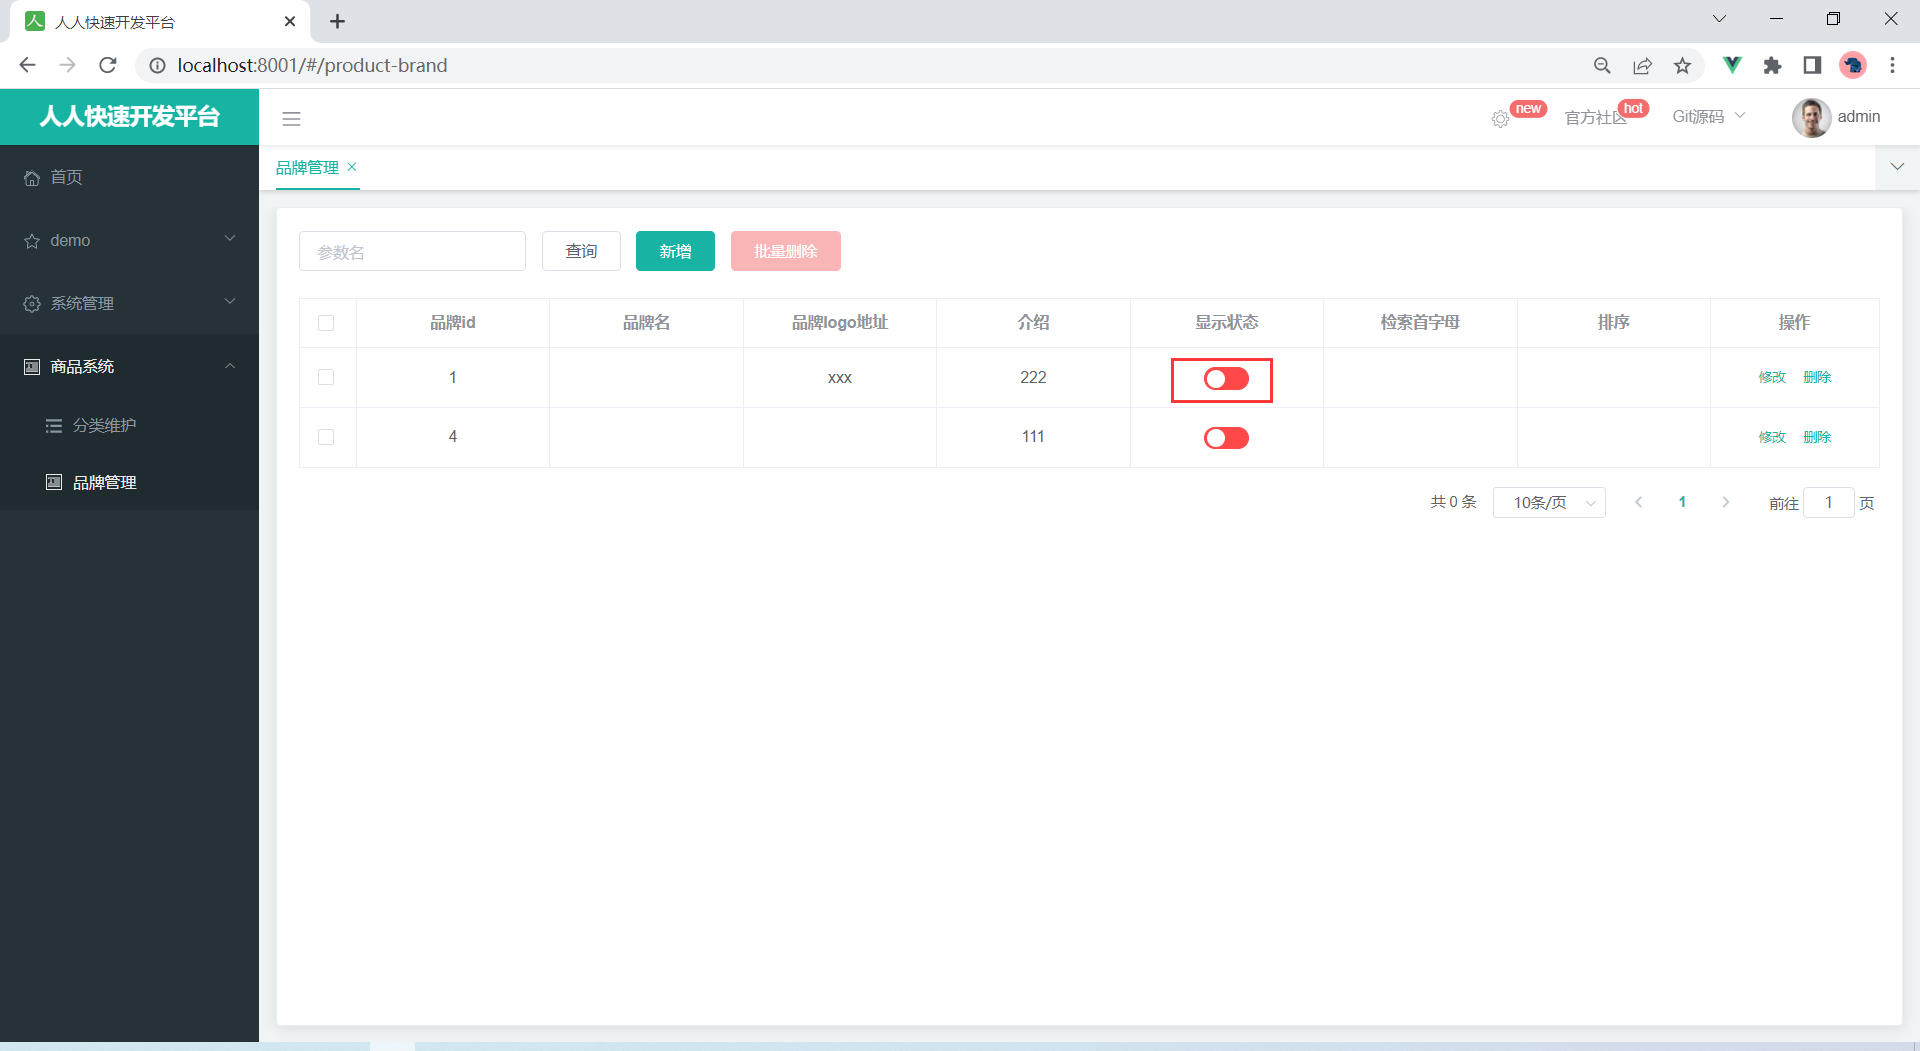 人人快速开发平台
localhost:8001/#/product-brand
人人快速开发平台
new
官方社区
hot
Git源码
admin
首页
demo
系统管理
商品系统
分类维护
品牌管理
品牌管理
参数名
查询
新增
批量删除
品牌id
品牌名
品牌logo地址
介绍
显示状态
检索首字母
排序
操作
1
xxx
222
修改
删除
4
111
修改
删除
共 0 条
10条/页
1
前往
1
页